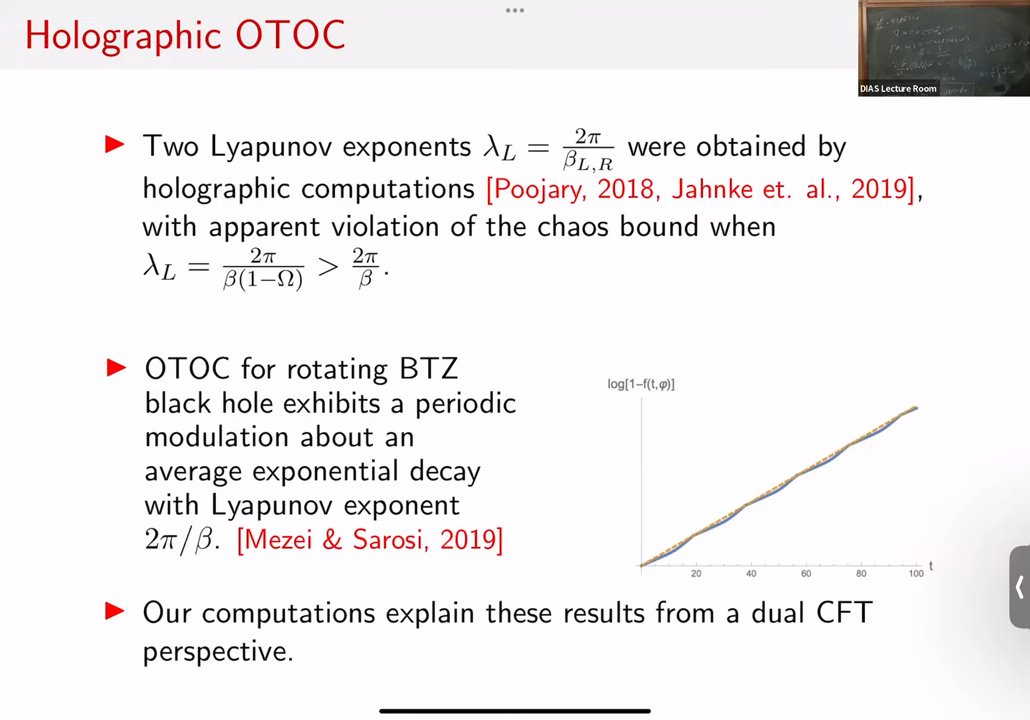 Holographic OTOC
DIAS Lecture Room
▶ Two Lyapunov exponents λ_L = 2π/β_{L,R} were obtained by
holographic computations [Poojary, 2018, Jahnke et. al., 2019],
with apparent violation of the chaos bound when
λ_L = 2π/β(1−Ω) > 2π/β.
▶ OTOC for rotating BTZ
black hole exhibits a periodic
modulation about an
average exponential decay
with Lyapunov exponent
2π/β. [Mezei & Sarosi, 2019]
log[1−f(t,φ)]
t
20 40 60 80 100
▶ Our computations explain these results from a dual CFT
perspective.